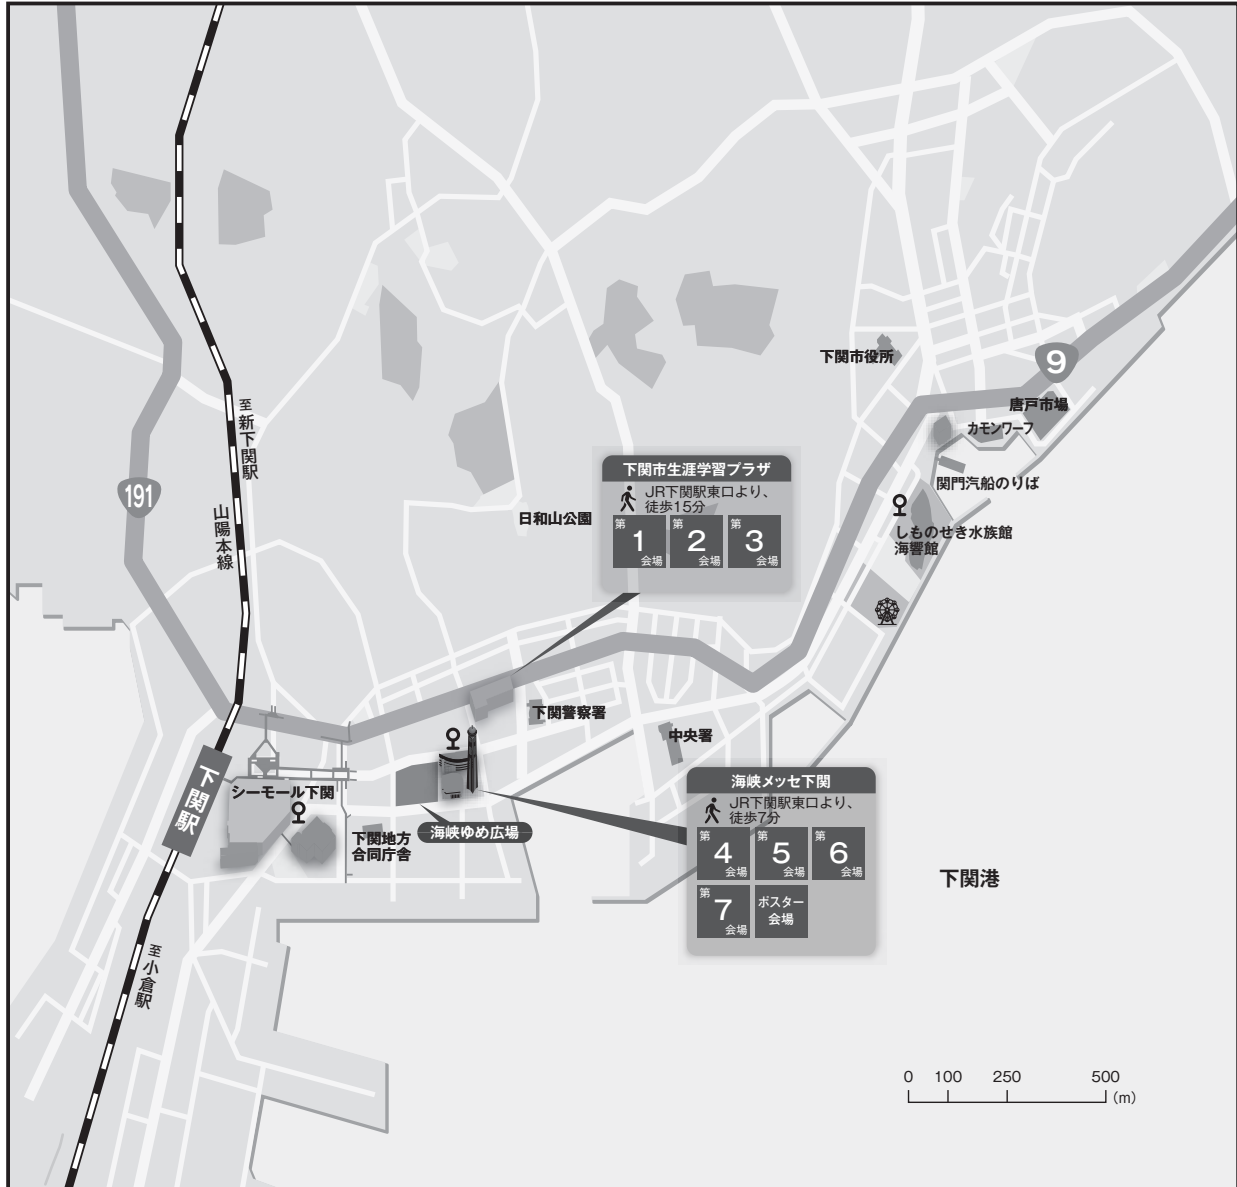 至 新下関駅
山陽本線
191
下関市役所
9
唐戸市場
カモンワーフ
関門汽船のりば
しものせき水族館
海響館
日和山公園
下関市生涯学習プラザ
JR下関駅東口より、
徒歩15分
第1会場
第2会場
第3会場
下関警察署
中央署
下関駅
シーモール下関
下関地方
合同庁舎
海峡ゆめ広場
海峡メッセ下関
JR下関駅東口より、
徒歩7分
第4会場
第5会場
第6会場
第7会場
ポスター
会場
下関港
至 小倉駅
0 100 250 500
(m)